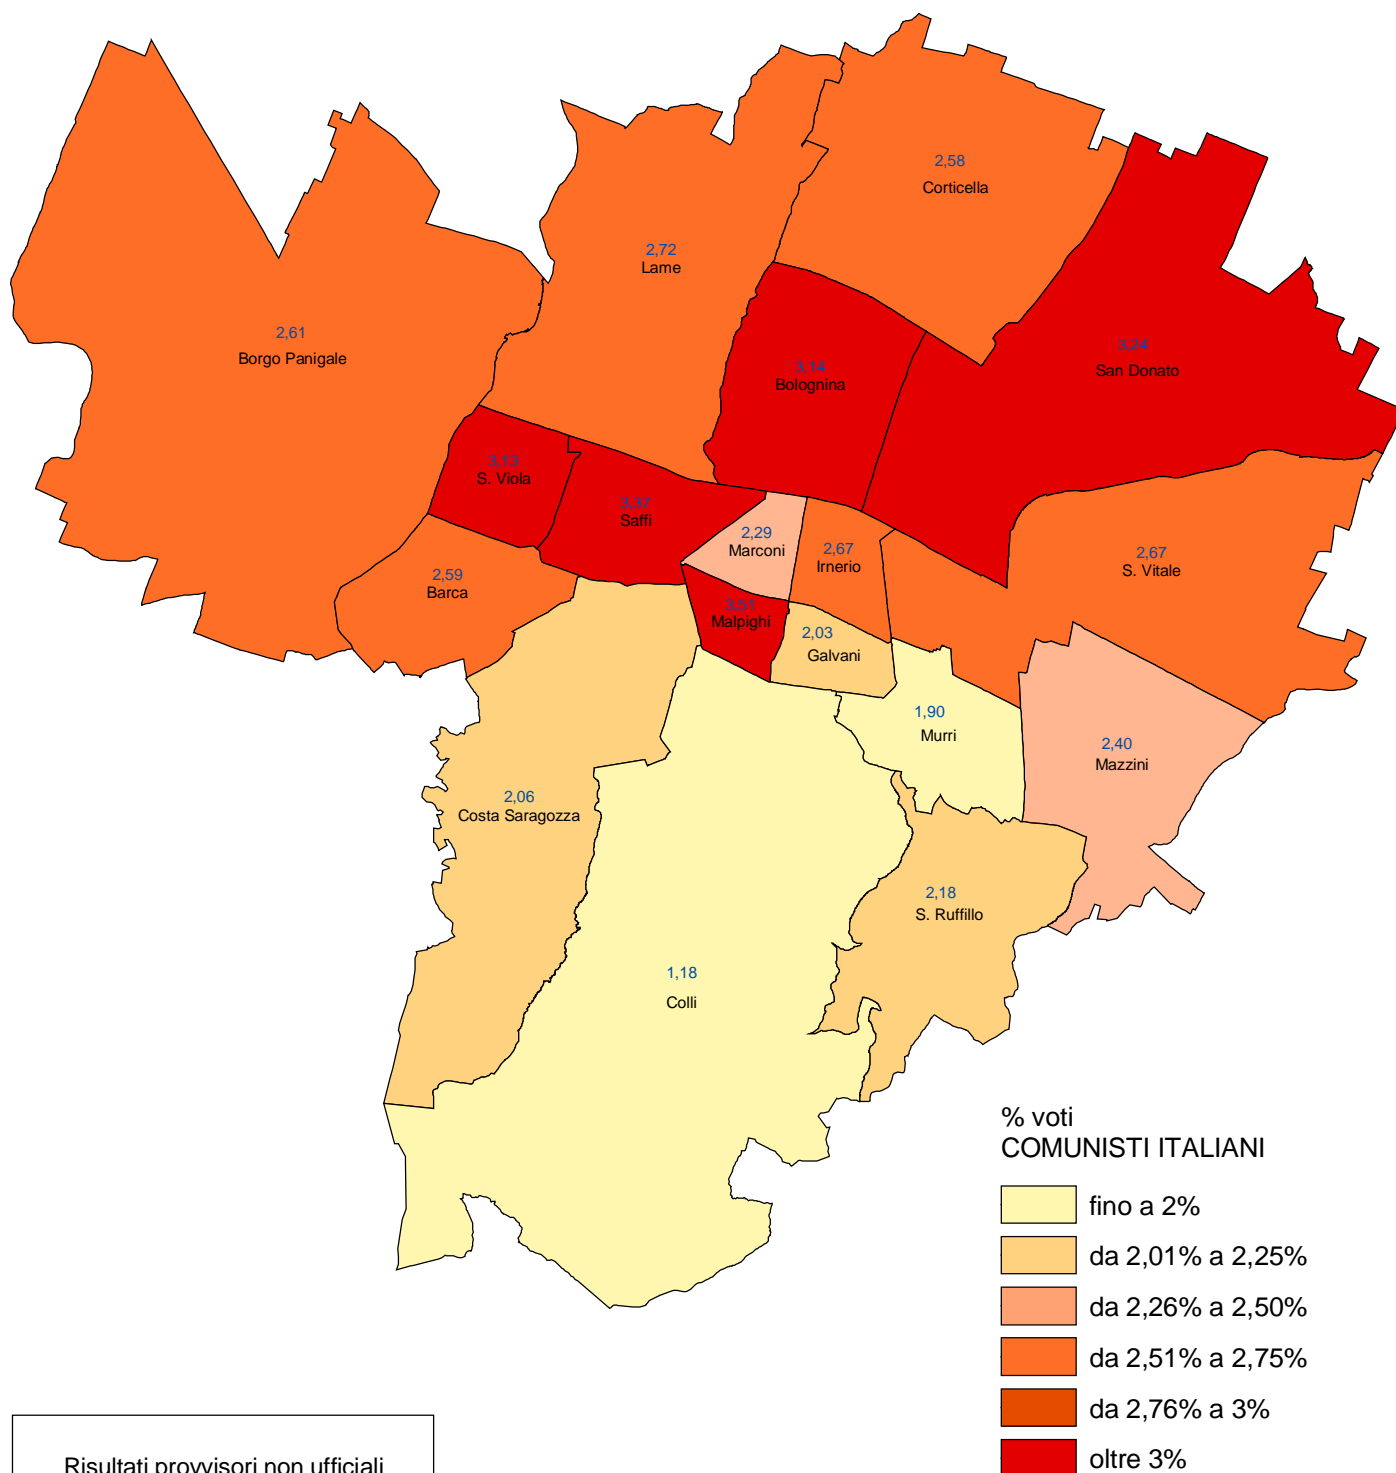 2,58
Corticella
2,72
Lame
2,61
Borgo Panigale
3,24
San Donato
3,14
Bolognina
3,13
S. Viola
3,37
Saffi
2,29
Marconi
2,67
Irnerio
2,67
S. Vitale
2,59
Barca
3,51
Malpighi
2,03
Galvani
1,90
Murri
2,40
Mazzini
2,06
Costa Saragozza
2,18
S. Ruffillo
1,18
Colli
% voti
COMUNISTI ITALIANI
fino a 2%
da 2,01% a 2,25%
da 2,26% a 2,50%
da 2,51% a 2,75%
da 2,76% a 3%
oltre 3%
Risultati provvisori non ufficiali